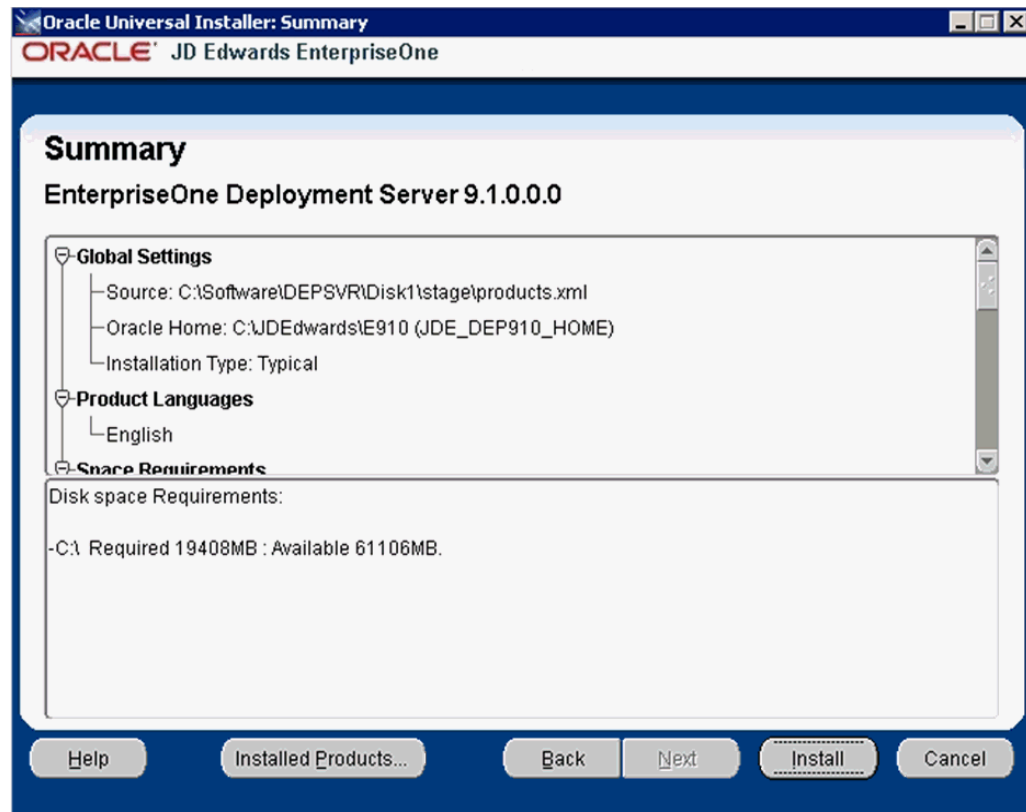 Oracle Universal Installer: Summary
ORACLE JD Edwards EnterpriseOne
Summary
EnterpriseOne Deployment Server 9.1.0.0.0
Global Settings
Source: C:\Software\DEPSVR\Disk1\stage\products.xml
Oracle Home: C:\JDEdwards\E910 (JDE_DEP910_HOME)
Installation Type: Typical
Product Languages
English
Space Requirements
Disk space Requirements:
-C:\ Required 19408MB : Available 61106MB.
Help Installed Products... Back Next Install Cancel